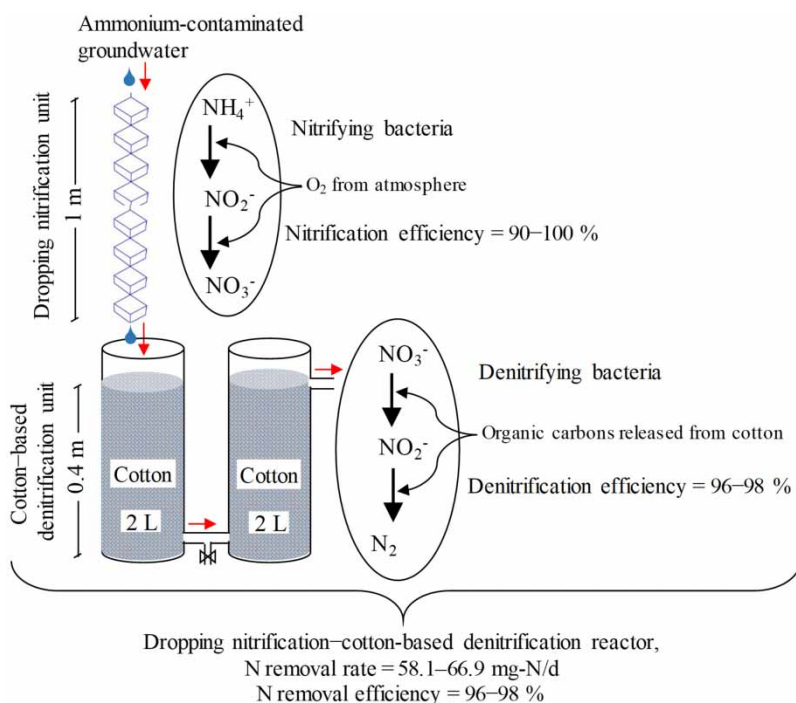 Ammonium-contaminated
groundwater
Dropping nitrification unit
1 m
NH₄⁺
NO₂⁻
NO₃⁻
Nitrifying bacteria
O₂ from atmosphere
Nitrification efficiency = 90−100 %
Cotton−based
denitrification unit
0.4 m
Cotton
2 L
Cotton
2 L
NO₃⁻
NO₂⁻
N₂
Denitrifying bacteria
Organic carbons released from cotton
Denitrification efficiency = 96−98 %
Dropping nitrification−cotton-based denitrification reactor,
N removal rate = 58.1–66.9 mg-N/d
N removal efficiency = 96−98 %